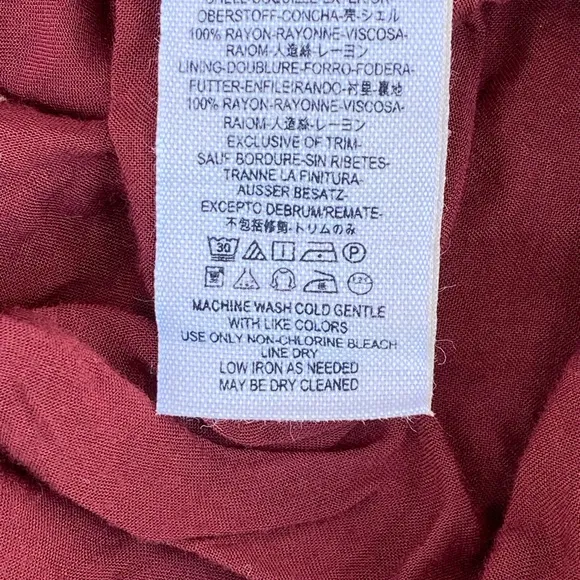 OBERSTOFF-CONCHA-壳-シェル
100% RAYON-RAYONNE-VISCOSA-
RAIOM-人造絲-レーヨン
LINING-DOUBLURE-FORRO-FODERA-
FUTTER-ENFILEIRANDO-衬里-裏地
100% RAYON-RAYONNE-VISCOSA-
RAIOM-人造絲-レーヨン
EXCLUSIVE OF TRIM-
SAUF BORDURE-SIN RIBETES-
TRANNE LA FINITURA-
AUSSER BESATZ-
EXCEPTO DEBRUM/REMATE-
不包括修剪-トリムのみ
30 P
MACHINE WASH COLD GENTLE
WITH LIKE COLORS
USE ONLY NON-CHLORINE BLEACH
LINE DRY
LOW IRON AS NEEDED
MAY BE DRY CLEANED